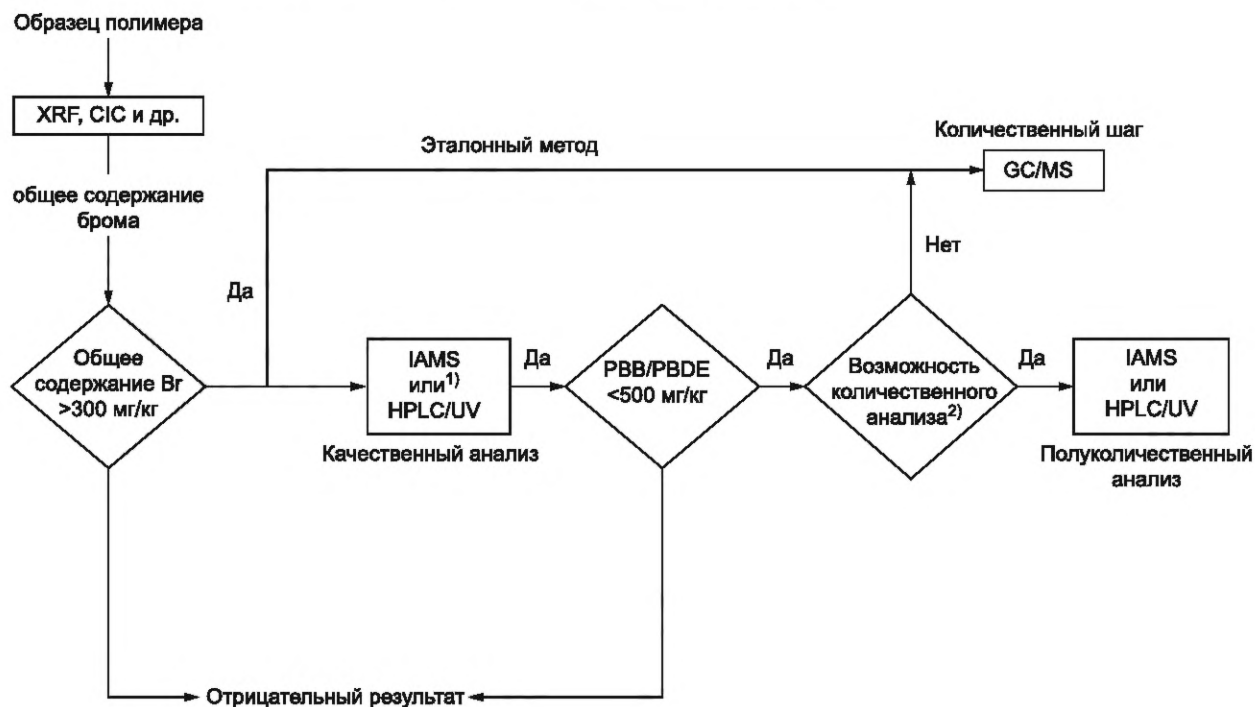 Образец полимера
XRF, CIC и др.
общее содержание
брома
Общее
содержание Br
>300 мг/кг
Да
Эталонный метод
Количественный шаг
GC/MS
IAMS
или1)
HPLC/UV
Качественный анализ
Да
PBB/PBDE
<500 мг/кг
Да
Возможность
количественного
анализа2)
Нет
Да
IAMS
или
HPLC/UV
Полуколичественный
анализ
Отрицательный результат